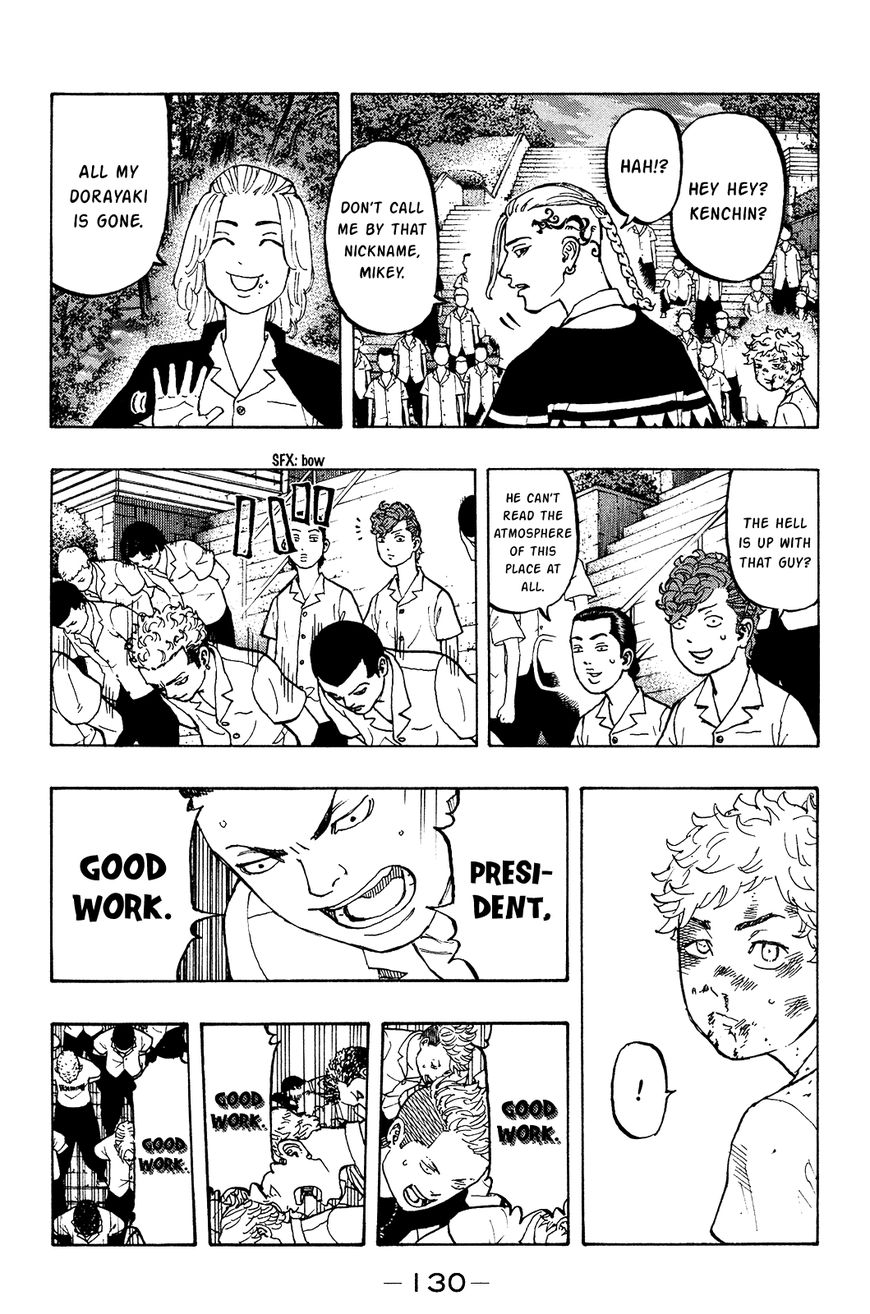 HEY HEY?
KENCHIN?
HAH!?
DON'T CALL
ME BY THAT
NICKNAME,
MIKEY.
ALL MY
DORAYAKI
IS GONE.
THE HELL
IS UP WITH
THAT GUY?
HE CAN'T
READ THE
ATMOSPHERE
OF THIS
PLACE AT
ALL.
SFX: bow
!
PRESI-
DENT,
GOOD
WORK.
GOOD
WORK.
GOOD
WORK.
GOOD
WORK.
—130—